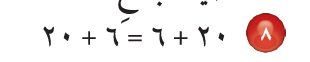 ٨ ٢٠ + ٦ = ٦ + ٢٠